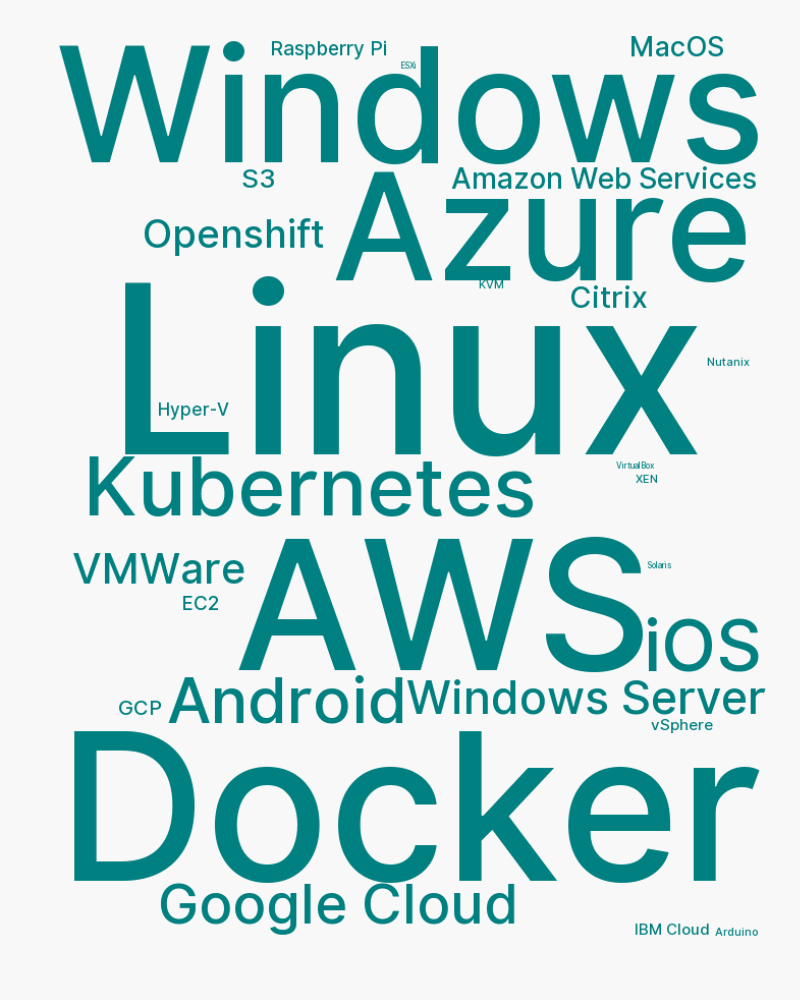 Raspberry Pi
MacOS
Windows
ESXi
S3
Amazon Web Services
Openshift
Azure
KVM
Citrix
Linux
Nutanix
Hyper-V
Kubernetes
VirtualBox
XEN
VMWare
AWS
Solaris
EC2
iOS
GCP
Android
Windows Server
vSphere
Docker
Google Cloud
IBM Cloud
Arduino